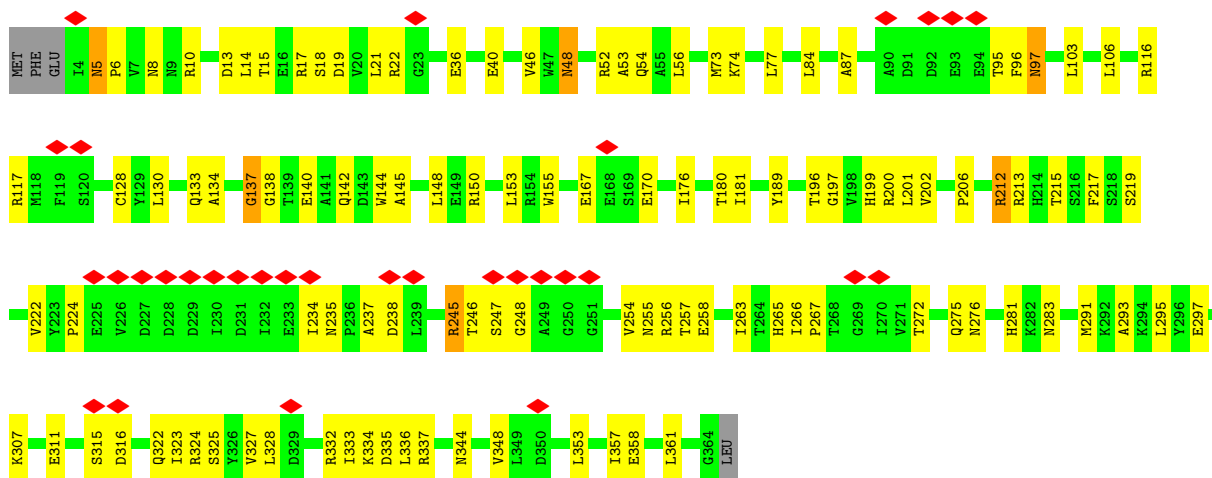 MET PHE GLU I4 N5 P6 V7 N8 N9 R10 D13 L14 T15 E16 R17 S18 D19 V20 L21 R22 G23 E36 E40 V46 W47 N48 R52 A53 Q54 A55 L56 M73 K74 L77 L84 A87 A90 D91 D92 E93 E94 T95 F96 N97 L103 L106 R116
R117 M118 F119 S120 C128 Y129 L130 Q133 A134 G137 G138 T139 E140 A141 Q142 D143 W144 A145 L148 E149 R150 L153 R154 W155 E167 E168 S169 E170 I176 T180 I181 Y189 T196 G197 V198 H199 R200 L201 V202 P206 R212 R213 H214 T215 S216 F217 S218 S219
V222 Y223 P224 E225 V226 D227 D228 D229 I230 D231 I232 E233 I234 N235 P236 A237 D238 L239 R245 T246 S247 G248 A249 G250 G251 V254 N255 R256 T257 E258 I263 T264 H265 I266 P267 T268 G269 I270 V271 T272 Q275 N276 H281 K282 N283 M291 K292 A293 K294 L295 Y296 E297
K307 E311 S315 D316 Q322 I323 R324 S325 Y326 V327 L328 D329 R332 I333 K334 D335 L336 R337 N344 V348 L349 D350 L353 I357 E358 L361 G364 LEU